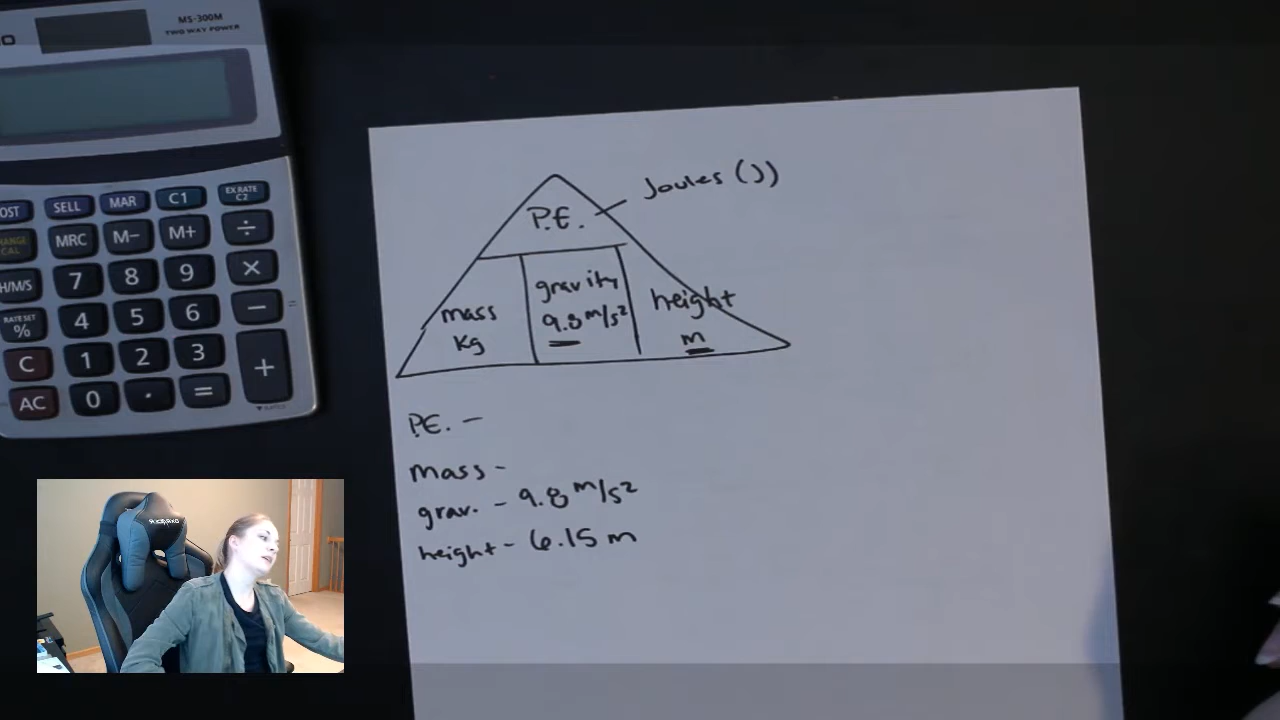 MS-300M
TWO WAY POWER
COST SELL MAR C1 EX RATE C2
MRC M− M+ ÷
H/M/S 7 8 9 ×
RATE SET % 4 5 6 −
C 1 2 3 +
AC 0 · =
Joules (J)
P.E.
mass kg
gravity 9.8 m/s²
height m
P.E. –
mass –
grav. – 9.8 m/s²
height – 6.15 m